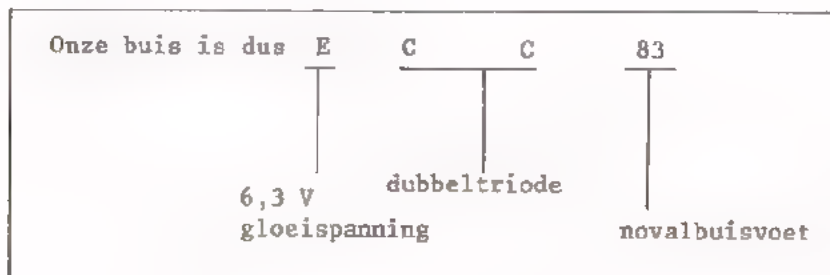 Onze buis is dus E C C 83
dubbeltriode
6,3 V
gloeispanning
novalbuisvoet